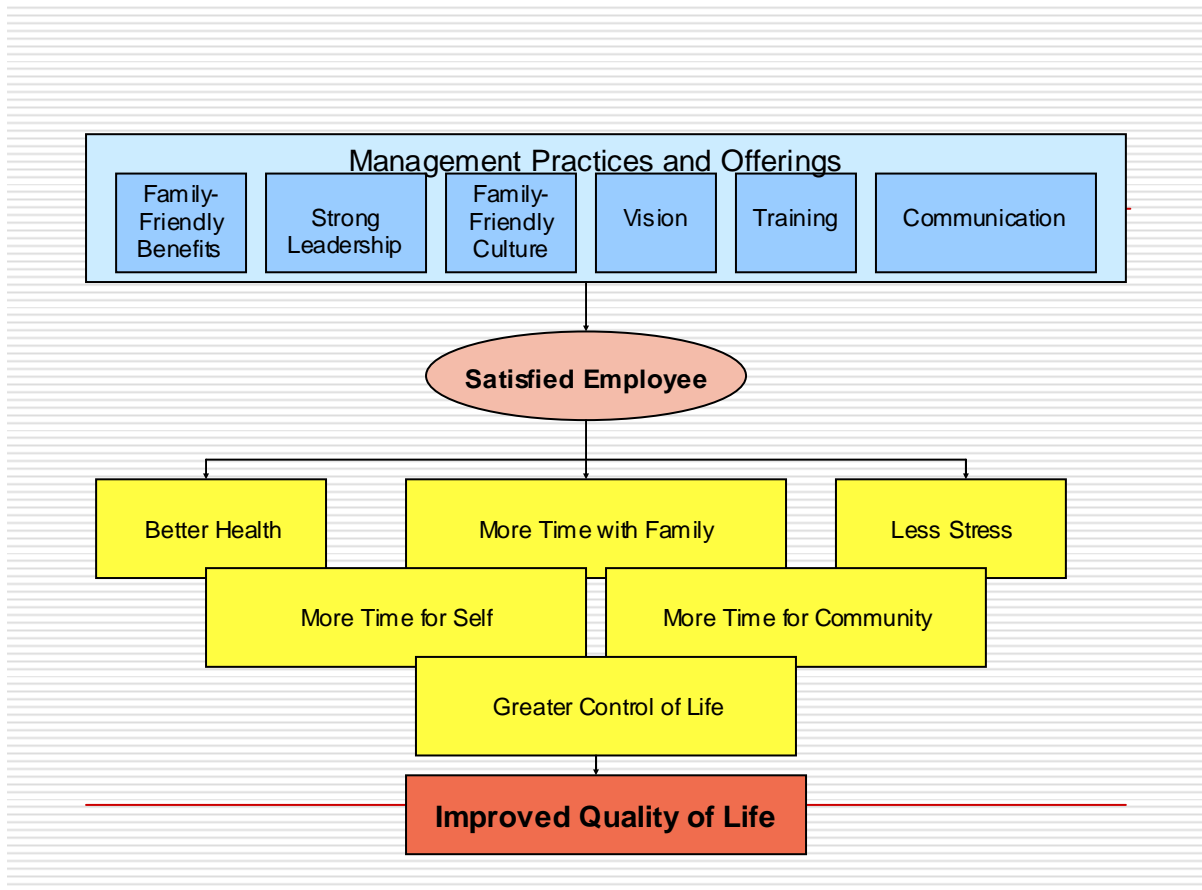 Management Practices and Offerings
Family-
Friendly
Benefits
Strong
Leadership
Family-
Friendly
Culture
Vision
Training
Communication
Satisfied Employee
Better Health
More Time with Family
Less Stress
More Time for Self
More Time for Community
Greater Control of Life
Improved Quality of Life